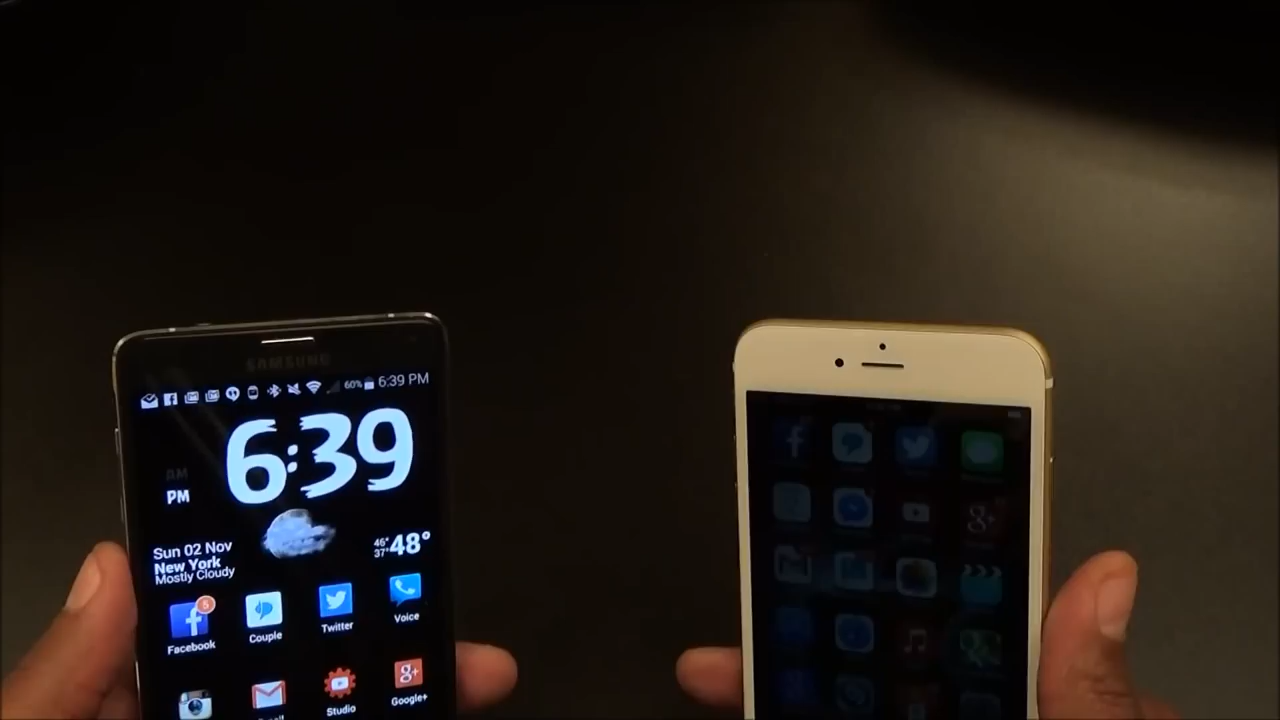 SAMSUNG
60% 6:39 PM
6:39
AM
PM
46°
37°
48°
Sun 02 Nov
New York
Mostly Cloudy
5
Facebook
Couple
Twitter
Voice
Studio
Google+